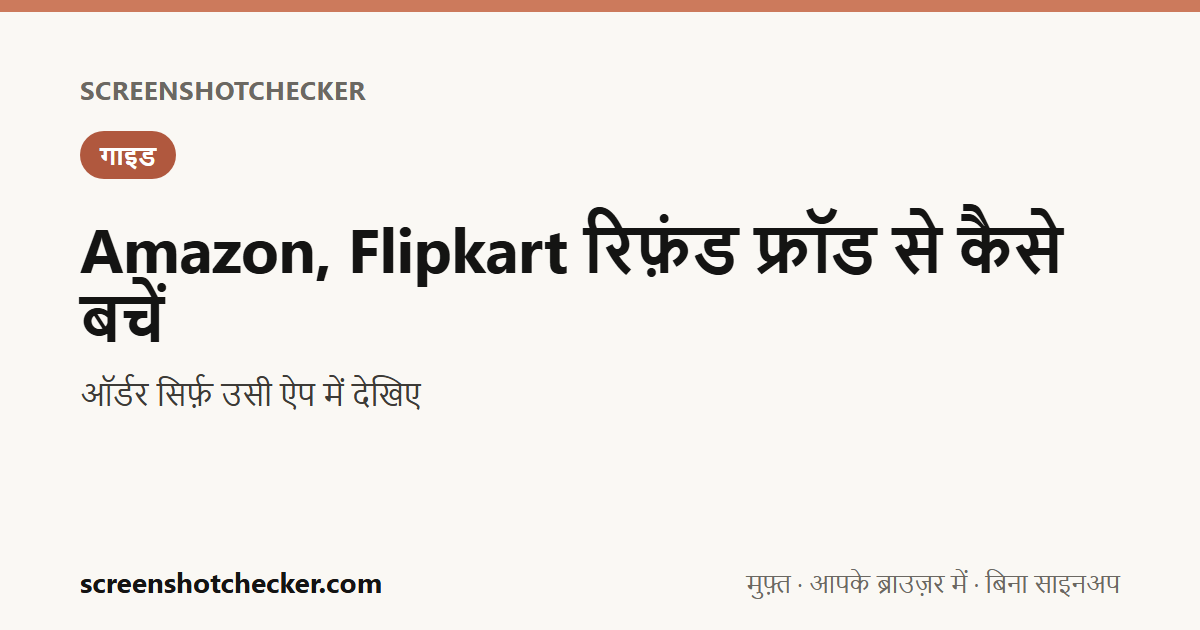 SCREENSHOTCHECKER
गाइड
Amazon, Flipkart रिफ़ंड फ्रॉड से कैसे
बचें
ऑर्डर सिर्फ़ उसी ऐप में देखिए
screenshotchecker.com
मुफ़्त · आपके ब्राउज़र में · बिना साइनअप